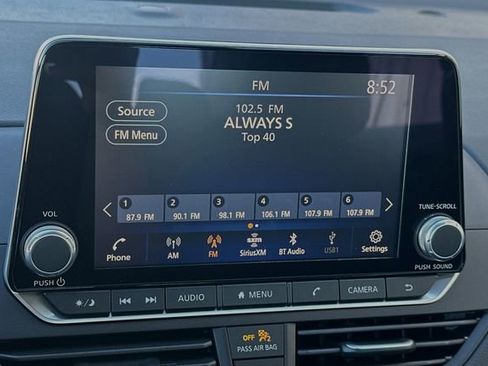 FM
8:52
Source
FM Menu
102.5 FM
ALWAYS S
Top 40
1 2 3 4 5 6
87.9 FM 90.1 FM 98.1 FM 106.1 FM 107.9 FM 107.9 FM
VOL
TUNE·SCROLL
Phone AM FM SiriusXM BT Audio USB1 Settings
sxm
PUSH
PUSH SOUND
AUDIO MENU CAMERA
OFF 2
PASS AIR BAG